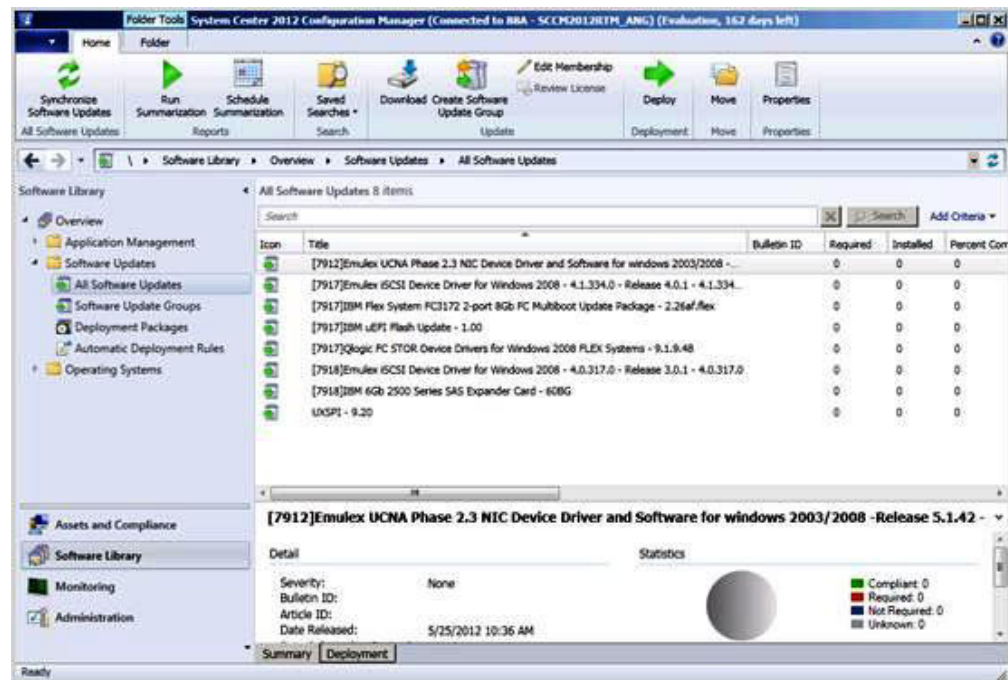 Folder Tools System Center 2012 Configuration Manager (Connected to BBA - SCCM2012RTM_ANG) (Evaluation, 162 days left)
Home Folder
Synchronize Software Updates
Run Summarization
Schedule Summarization
Saved Searches
Download
Create Software Update Group
Edit Membership
Review License
Deploy
Move
Properties
All Software Updates Reports Search Update Deployment Move Properties
\ Software Library Overview Software Updates All Software Updates
Software Library
Overview
Application Management
Software Updates
All Software Updates
Software Update Groups
Deployment Packages
Automatic Deployment Rules
Operating Systems
Assets and Compliance
Software Library
Monitoring
Administration
All Software Updates 8 items
Search Search Add Criteria
Icon Title Bulletin ID Required Installed Percent Com
[7912]Emulex UCNA Phase 2.3 NIC Device Driver and Software for windows 2003/2008 -... 0 0 0
[7917]Emulex iSCSI Device Driver for Windows 2008 - 4.1.334.0 - Release 4.0.1 - 4.1.334... 0 0 0
[7917]IBM Flex System FC3172 2-port 8Gb FC Multiboot Update Package - 2.26af.flex 0 0 0
[7917]IBM uEFI Flash Update - 1.00 0 0 0
[7917]Qlogic FC STOR Device Drivers for Windows 2008 FLEX Systems - 9.1.9.48 0 0 0
[7918]Emulex iSCSI Device Driver for Windows 2008 - 4.0.317.0 - Release 3.0.1 - 4.0.317.0 0 0 0
[7918]IBM 6Gb 2500 Series SAS Expander Card - 608G 0 0 0
UXSPI - 9.20 0 0 0
[7912]Emulex UCNA Phase 2.3 NIC Device Driver and Software for windows 2003/2008 -Release 5.1.42 -
Detail
Severity: None
Bulletin ID:
Article ID:
Date Released: 5/25/2012 10:36 AM
Statistics
Compliant: 0
Required: 0
Not Required: 0
Unknown: 0
Summary Deployment
Ready